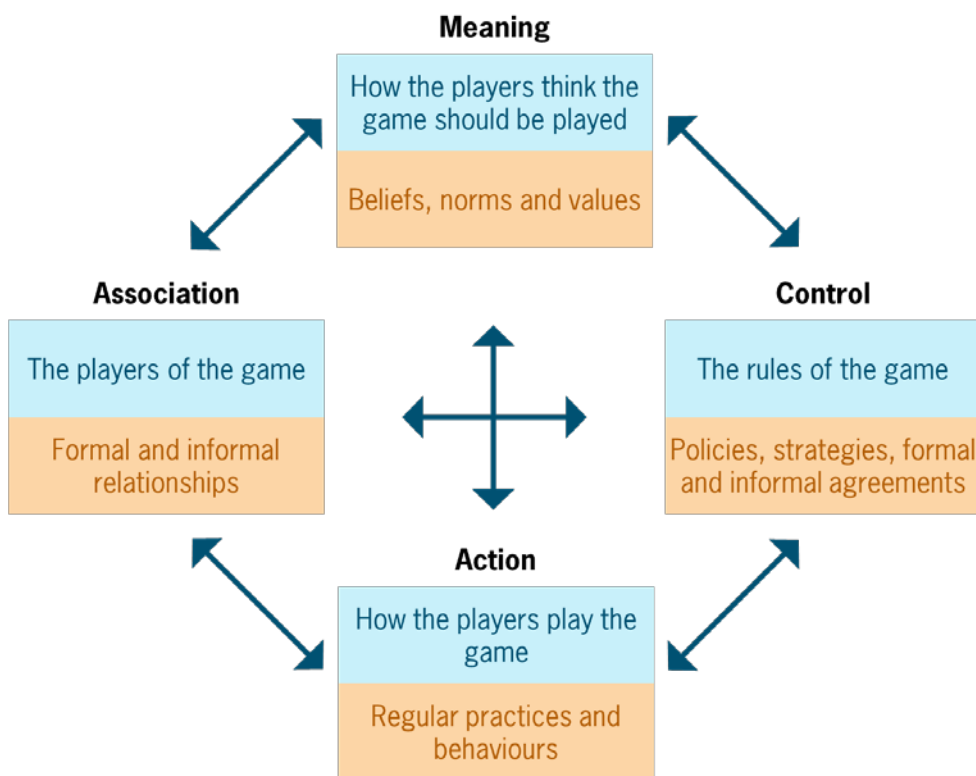 Meaning
How the players think the
game should be played
Beliefs, norms and values
Association
The players of the game
Formal and informal
relationships
Control
The rules of the game
Policies, strategies, formal
and informal agreements
Action
How the players play the
game
Regular practices and
behaviours